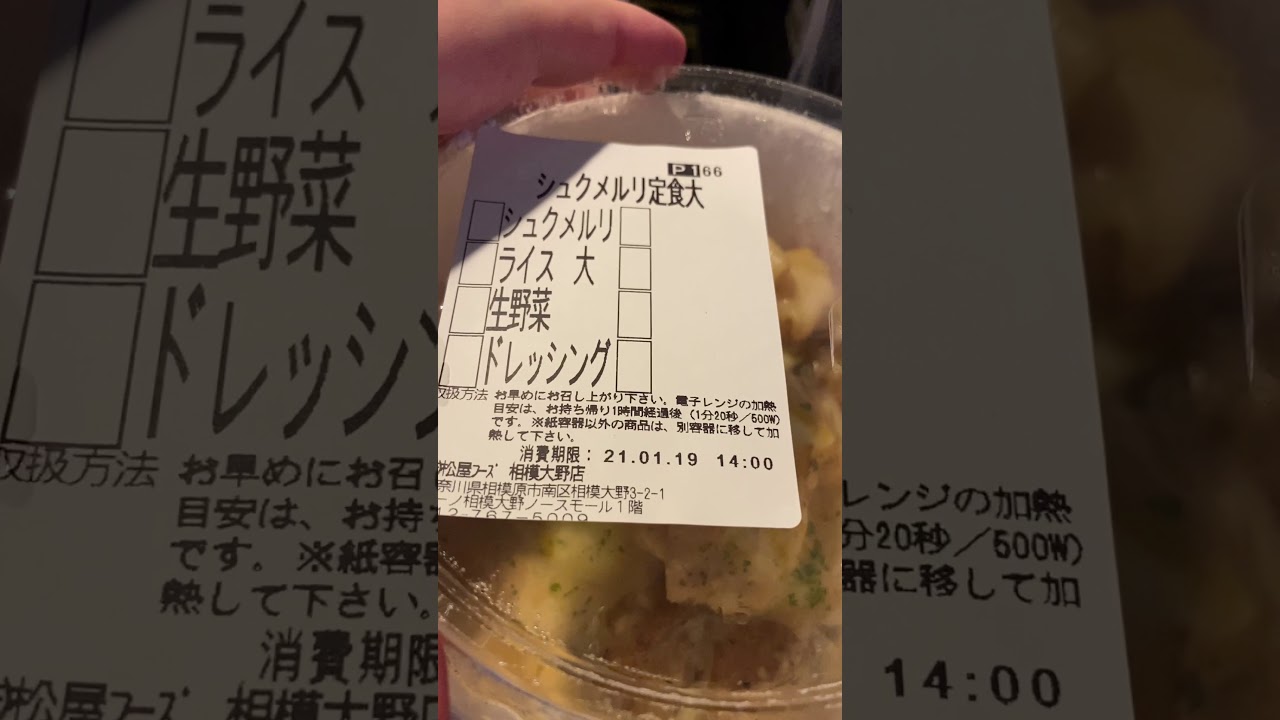 P1 66
シュクメルリ定食大
シュクメルリ
ライス 大
生野菜
ドレッシング
取扱方法 お早めにお召し上がり下さい。電子レンジの加熱
目安は、お持ち帰り1時間経過後(1分20秒/500W)
です。※紙容器以外の商品は、別容器に移して加
熱して下さい。
消費期限: 21.01.19 14:00
㈱松屋フーズ 相模大野店
奈川県相模原市南区相模大野3-2-1
ーノ相模大野ノースモール1階
42-767-5009